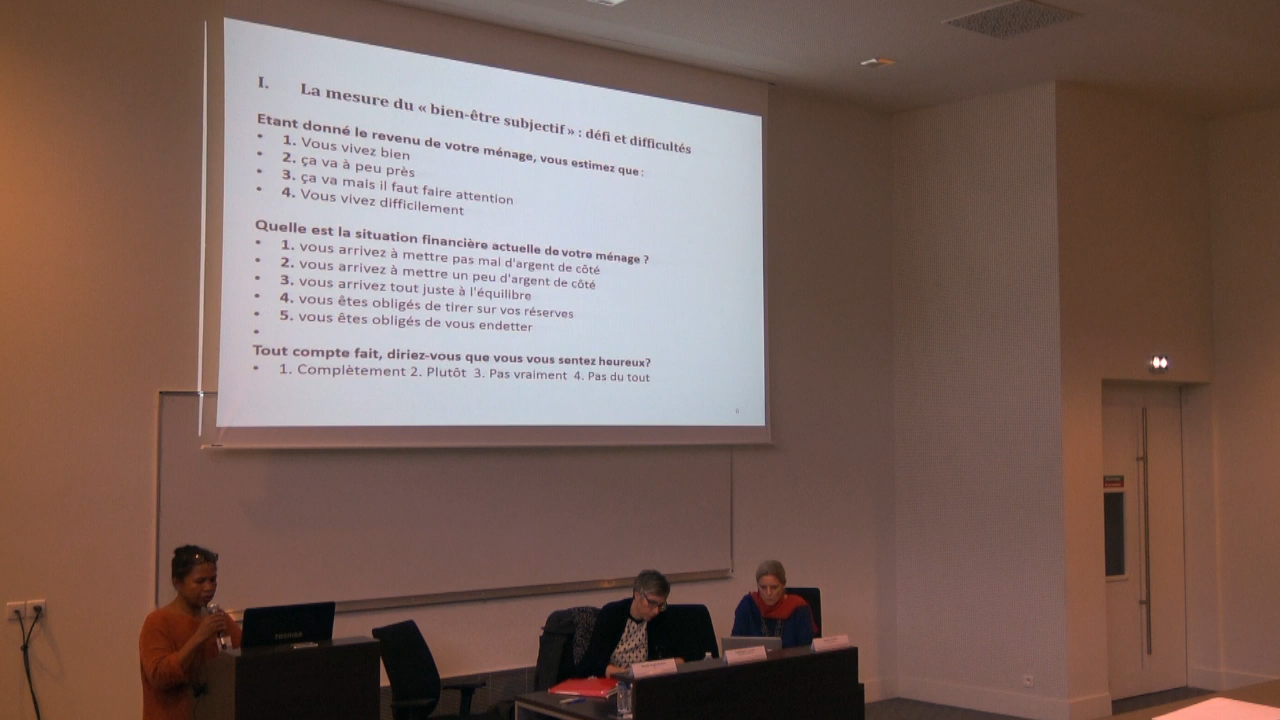 I. La mesure du « bien-être subjectif » : défi et difficultés
Etant donné le revenu de votre ménage, vous estimez que :
• 1. Vous vivez bien
• 2. ça va à peu près
• 3. ça va mais il faut faire attention
• 4. Vous vivez difficilement
Quelle est la situation financière actuelle de votre ménage ?
• 1. vous arrivez à mettre pas mal d'argent de côté
• 2. vous arrivez à mettre un peu d'argent de côté
• 3. vous arrivez tout juste à l'équilibre
• 4. vous êtes obligés de tirer sur vos réserves
• 5. vous êtes obligés de vous endetter
•
Tout compte fait, diriez-vous que vous vous sentez heureux?
• 1. Complètement 2. Plutôt 3. Pas vraiment 4. Pas du tout
TOSHIBA